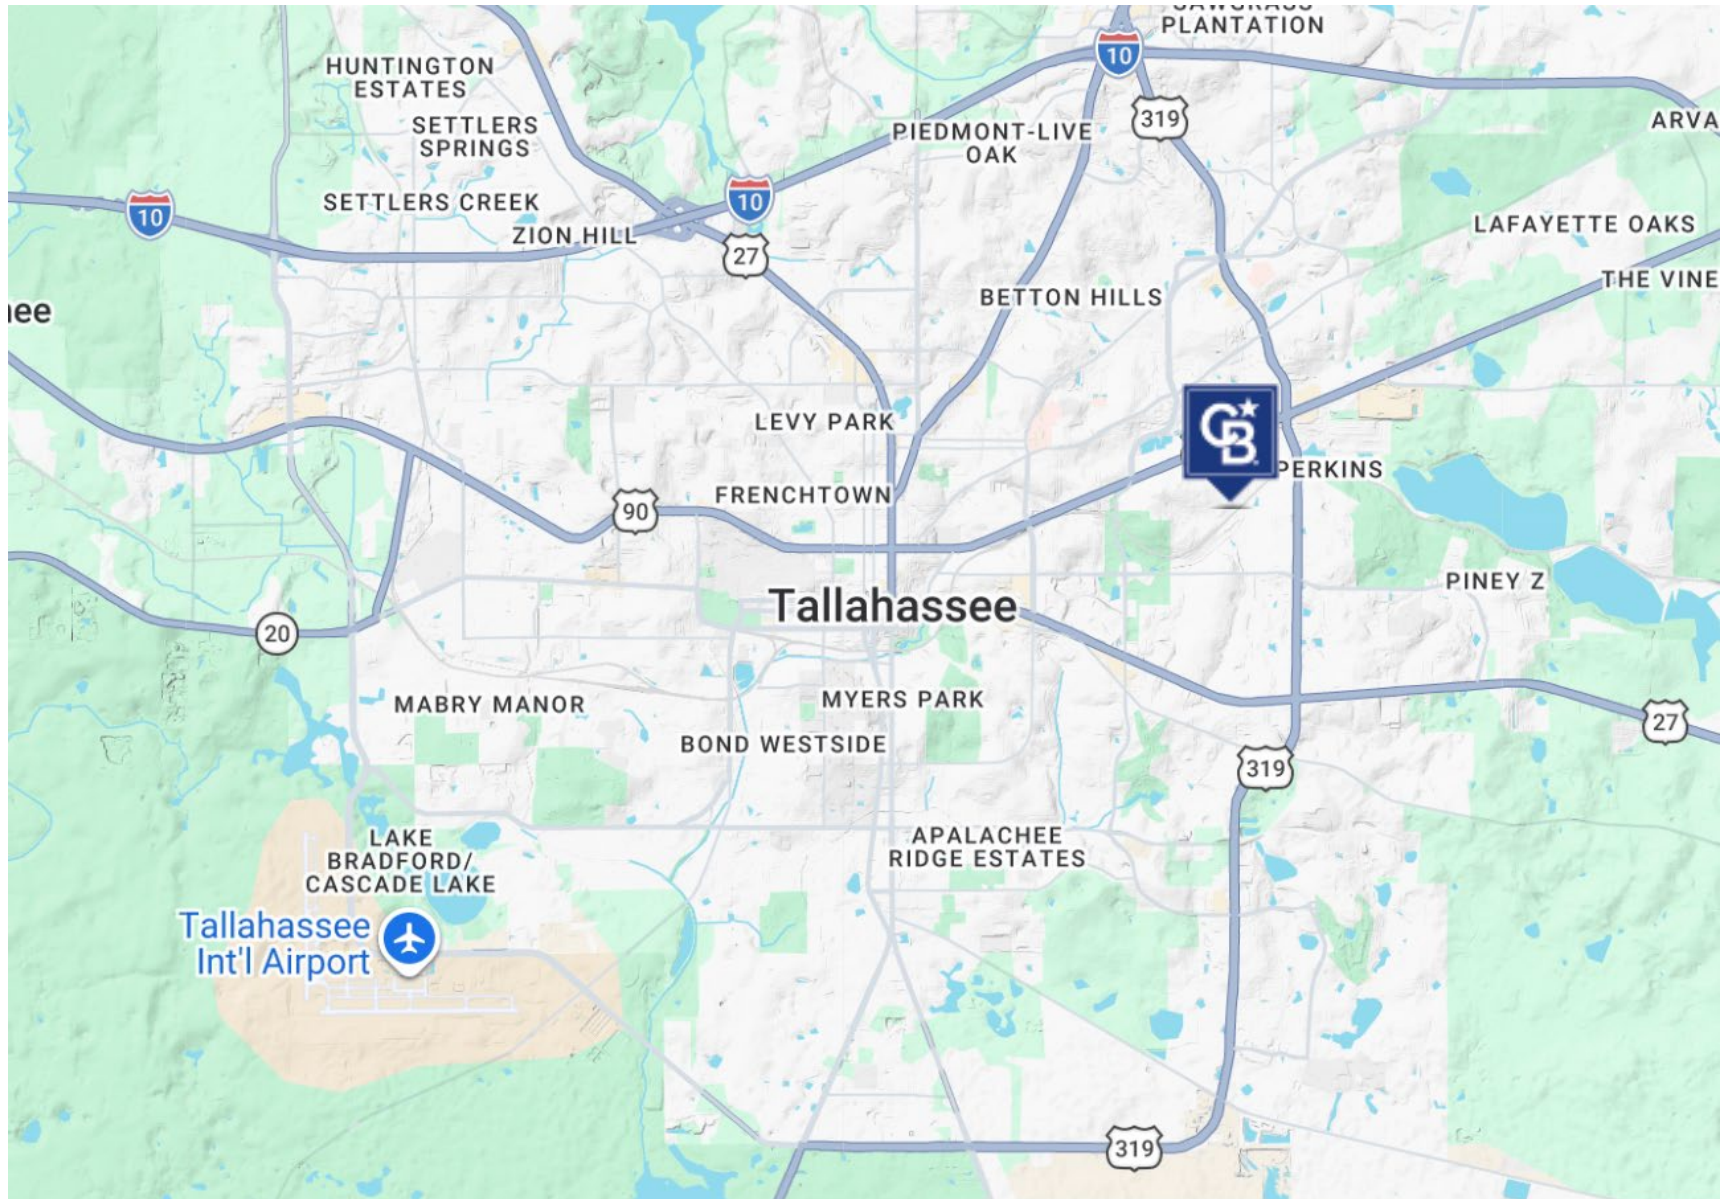 SAWGRASS
PLANTATION
10
HUNTINGTON
ESTATES
319
ARVA
SETTLERS
SPRINGS
PIEDMONT-LIVE
OAK
10
SETTLERS CREEK
10
ZION HILL
27
LAFAYETTE OAKS
THE VINE
BETTON HILLS
ee
LEVY PARK
CB
PERKINS
FRENCHTOWN
90
PINEY Z
Tallahassee
20
MABRY MANOR
MYERS PARK
27
BOND WESTSIDE
319
LAKE
BRADFORD/
CASCADE LAKE
APALACHEE
RIDGE ESTATES
Tallahassee
Int'l Airport
319